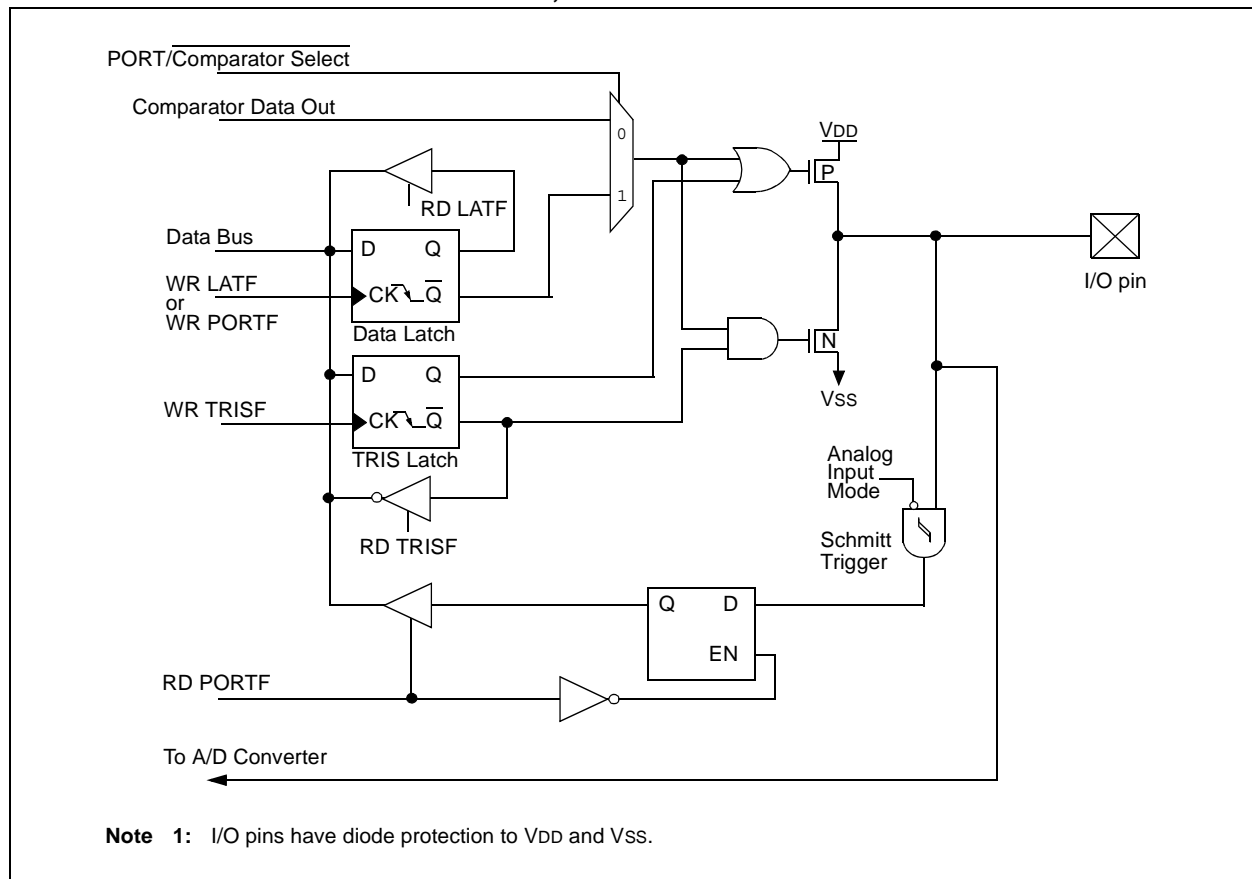 PORT/Comparator Select
Comparator Data Out
0
1
VDD
P
RD LATF
Data Bus
D Q
WR LATF
or
WR PORTF
CK Q
Data Latch
I/O pin
N
VSS
D Q
WR TRISF
CK Q
TRIS Latch
RD TRISF
Analog
Input
Mode
Schmitt
Trigger
Q D
EN
RD PORTF
To A/D Converter
Note 1: I/O pins have diode protection to VDD and VSS.